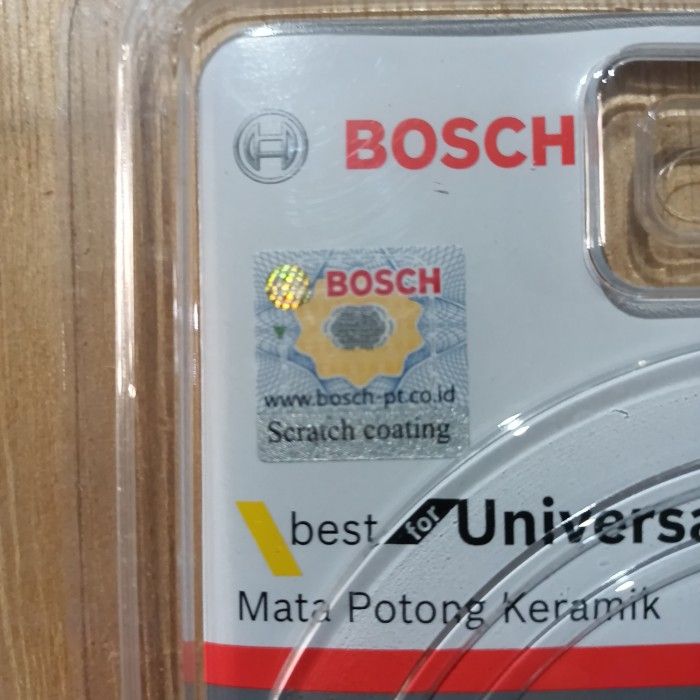 BOSCH
BOSCH
www.bosch-pt.co.id
Scratch coating
best for Universa
Mata Potong Keramik